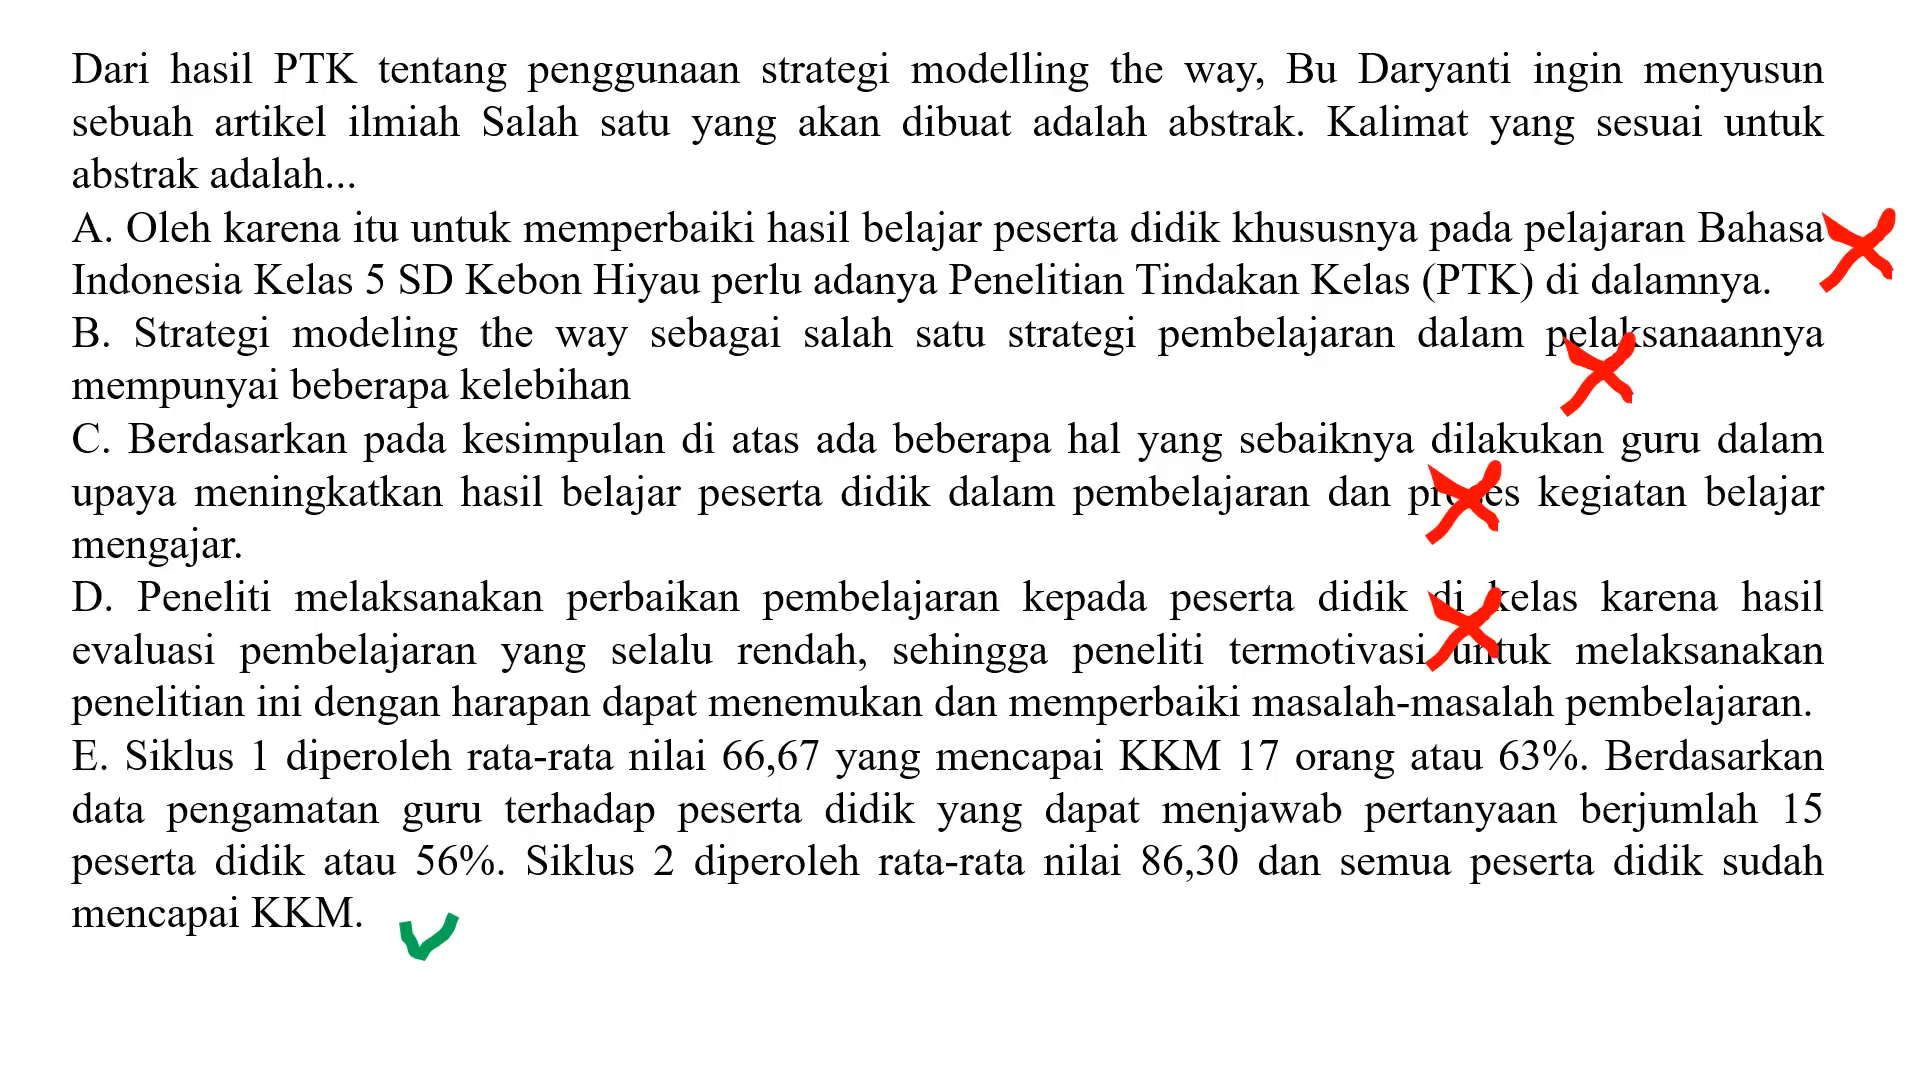 Dari hasil PTK tentang penggunaan strategi modelling the way, Bu Daryanti ingin menyusun
sebuah artikel ilmiah Salah satu yang akan dibuat adalah abstrak. Kalimat yang sesuai untuk
abstrak adalah...
A. Oleh karena itu untuk memperbaiki hasil belajar peserta didik khususnya pada pelajaran Bahasa
Indonesia Kelas 5 SD Kebon Hiyau perlu adanya Penelitian Tindakan Kelas (PTK) di dalamnya.
B. Strategi modeling the way sebagai salah satu strategi pembelajaran dalam pelaksanaannya
mempunyai beberapa kelebihan
C. Berdasarkan pada kesimpulan di atas ada beberapa hal yang sebaiknya dilakukan guru dalam
upaya meningkatkan hasil belajar peserta didik dalam pembelajaran dan proses kegiatan belajar
mengajar.
D. Peneliti melaksanakan perbaikan pembelajaran kepada peserta didik di kelas karena hasil
evaluasi pembelajaran yang selalu rendah, sehingga peneliti termotivasi untuk melaksanakan
penelitian ini dengan harapan dapat menemukan dan memperbaiki masalah-masalah pembelajaran.
E. Siklus 1 diperoleh rata-rata nilai 66,67 yang mencapai KKM 17 orang atau 63%. Berdasarkan
data pengamatan guru terhadap peserta didik yang dapat menjawab pertanyaan berjumlah 15
peserta didik atau 56%. Siklus 2 diperoleh rata-rata nilai 86,30 dan semua peserta didik sudah
mencapai KKM.